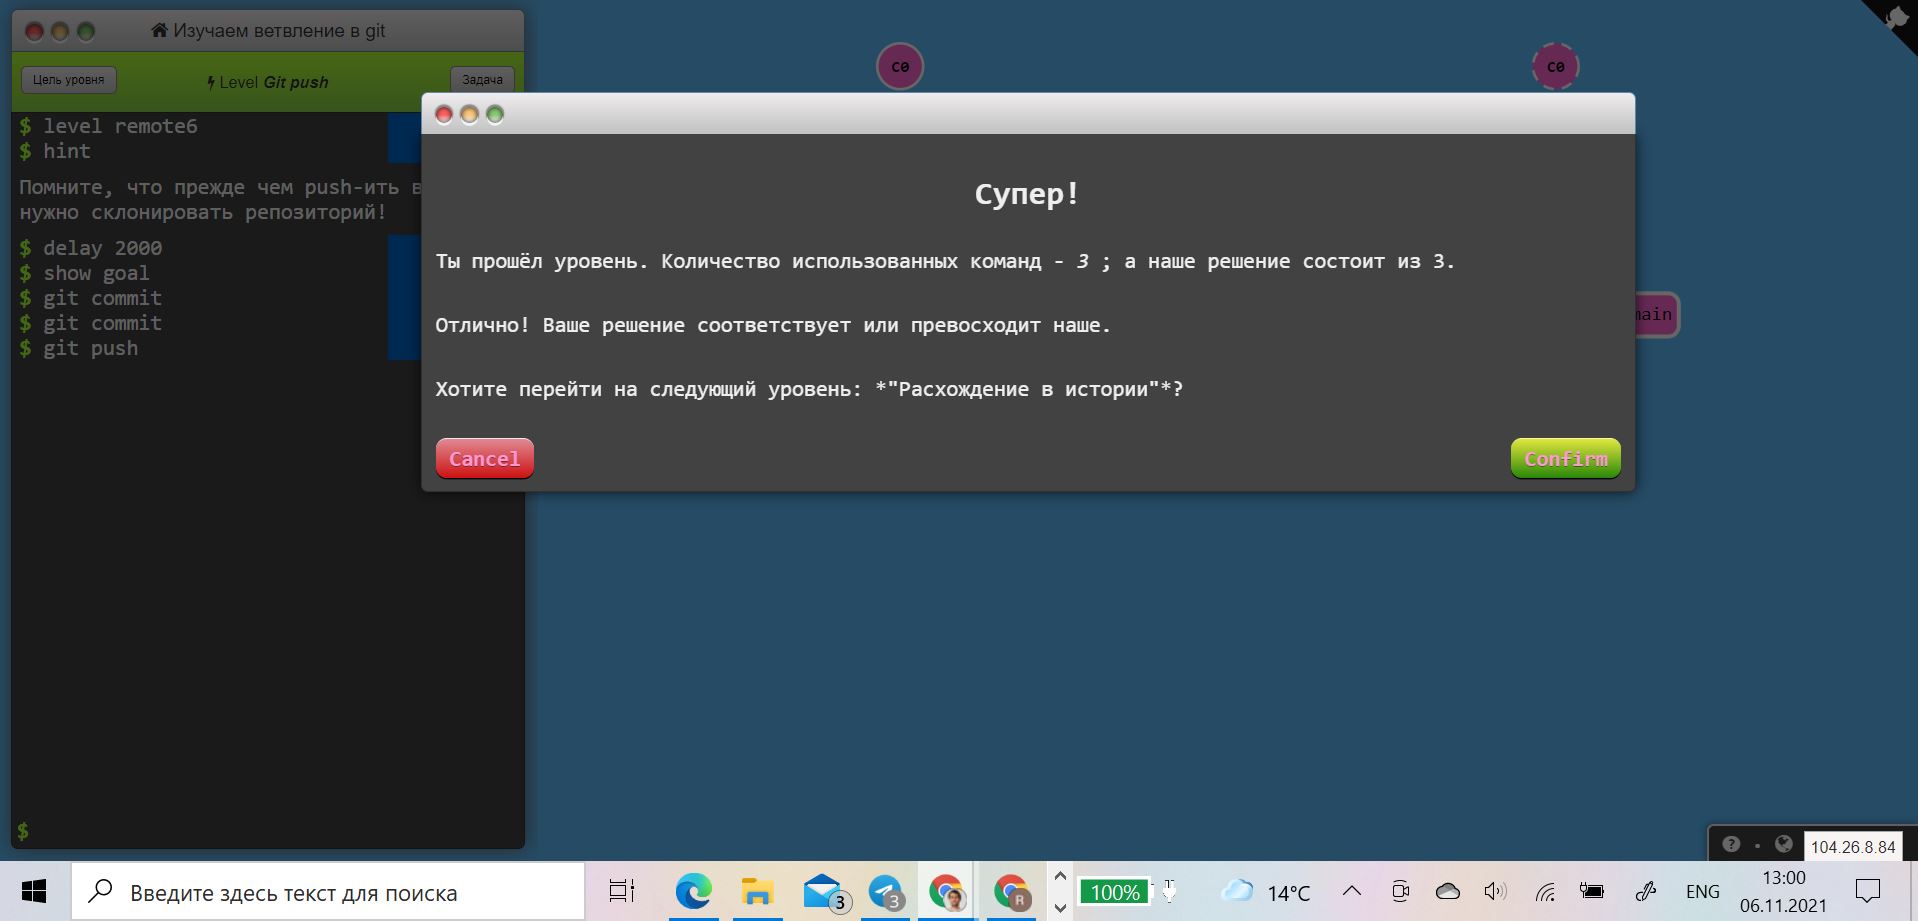 Изучаем ветвление в git
Цель уровня
Level Git push
Задача
$ level remote6
$ hint
Помните, что прежде чем push-ить в
нужно склонировать репозиторий!
$ delay 2000
$ show goal
$ git commit
$ git commit
$ git push
$
C0
C0
main
Супер!
Ты прошёл уровень. Количество использованных команд - 3 ; а наше решение состоит из 3.
Отлично! Ваше решение соответствует или превосходит наше.
Хотите перейти на следующий уровень: *"Расхождение в истории"*?
Cancel
Confirm
104.26.8.84
Введите здесь текст для поиска
3
3
R
100%
14°C
ENG
13:00
06.11.2021